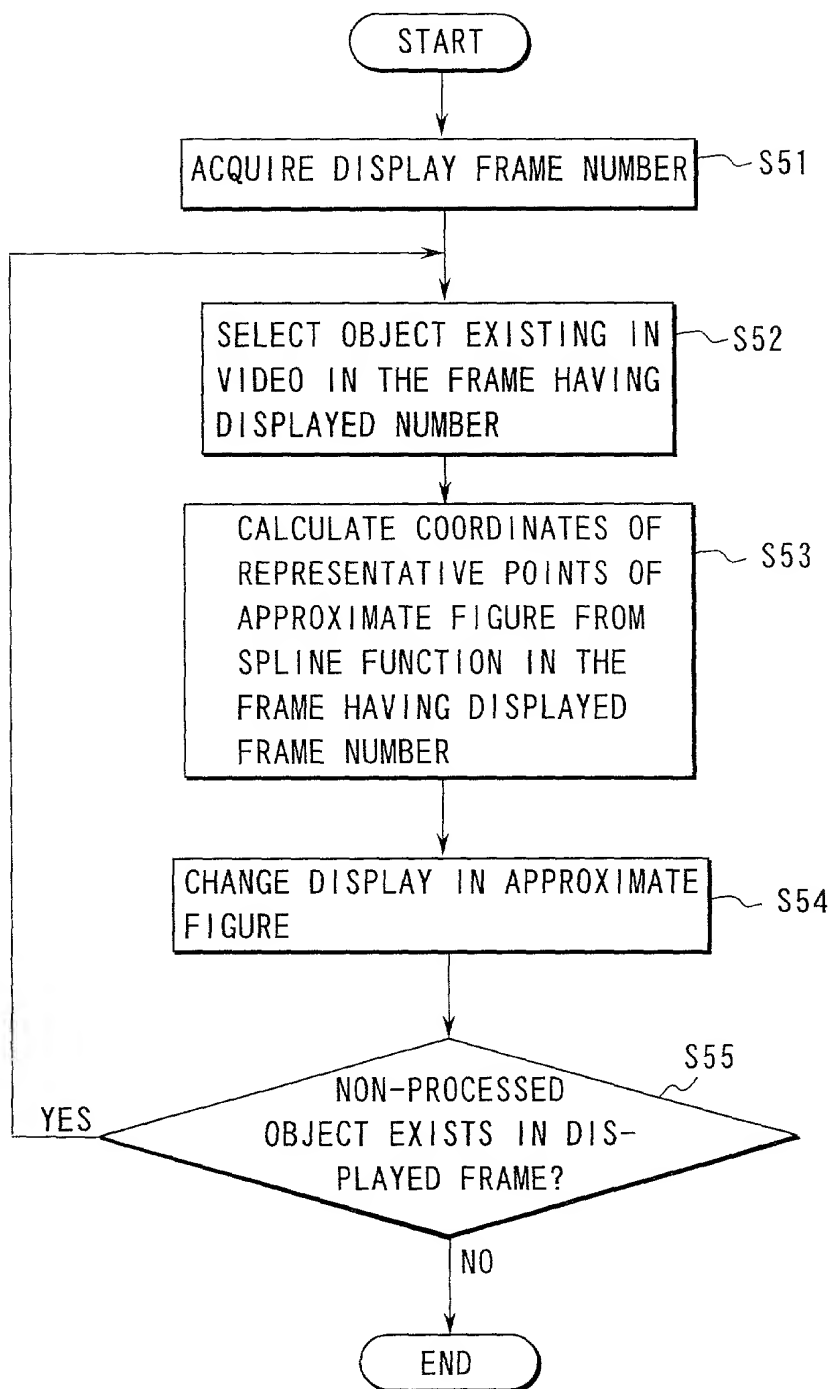 START
ACQUIRE DISPLAY FRAME NUMBER
S51
SELECT OBJECT EXISTING IN
VIDEO IN THE FRAME HAVING
DISPLAYED NUMBER
S52
CALCULATE COORDINATES OF
REPRESENTATIVE POINTS OF
APPROXIMATE FIGURE FROM
SPLINE FUNCTION IN THE
FRAME HAVING DISPLAYED
FRAME NUMBER
S53
CHANGE DISPLAY IN APPROXIMATE
FIGURE
S54
S55
NON-PROCESSED
OBJECT EXISTS IN DIS-
PLAYED FRAME?
YES
NO
END